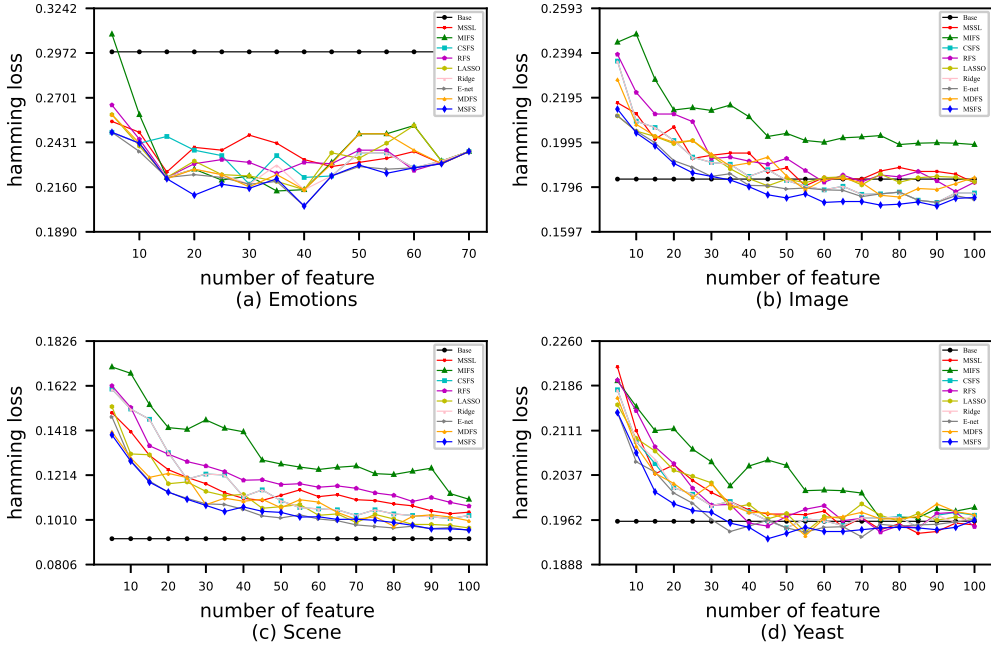 0.3242
0.2972
0.2701
0.2431
0.2160
0.1890
hamming loss
10 20 30 40 50 60 70
number of feature
(a) Emotions
Base
MSSL
MIFS
CSFS
RFS
LASSO
Ridge
E-net
MDFS
MSFS
0.2593
0.2394
0.2195
0.1995
0.1796
0.1597
hamming loss
10 20 30 40 50 60 70 80 90 100
number of feature
(b) Image
Base
MSSL
MIFS
CSFS
RFS
LASSO
Ridge
E-net
MDFS
MSFS
0.1826
0.1622
0.1418
0.1214
0.1010
0.0806
hamming loss
10 20 30 40 50 60 70 80 90 100
number of feature
(c) Scene
Base
MSSL
MIFS
CSFS
RFS
LASSO
Ridge
E-net
MDFS
MSFS
0.2260
0.2186
0.2111
0.2037
0.1962
0.1888
hamming loss
10 20 30 40 50 60 70 80 90 100
number of feature
(d) Yeast
Base
MSSL
MIFS
CSFS
RFS
LASSO
Ridge
E-net
MDFS
MSFS